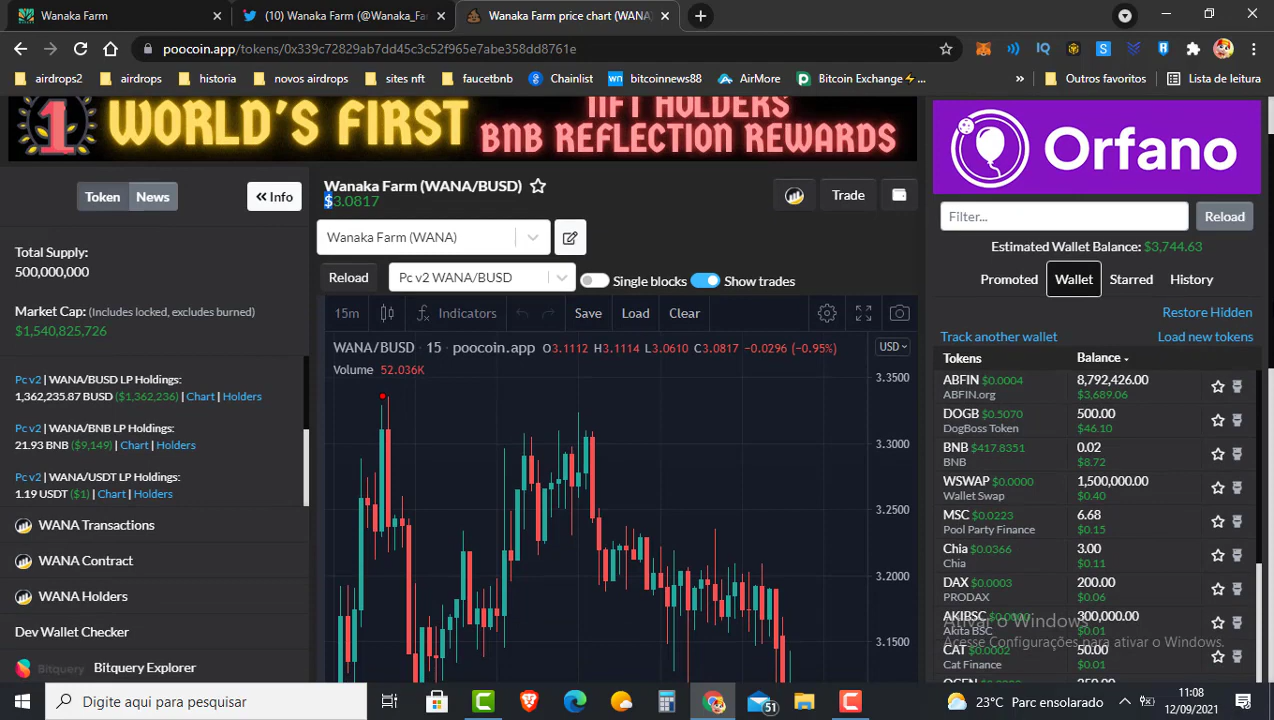 Wanaka Farm
(10) Wanaka Farm (@Wanaka_Fa
Wanaka Farm price chart (WANA)
poocoin.app/tokens/0x339c72829ab7dd45c3c52f965e7abe358dd8761e
airdrops2
airdrops
historia
novos airdrops
sites nft
faucetbnb
Chainlist
bitcoinnews88
AirMore
Bitcoin Exchange⚡...
»
Outros favoritos
Lista de leitura
1
WORLD'S FIRST
NFT HOLDERS
BNB REFLECTION REWARDS
Orfano
Token
News
« Info
Wanaka Farm (WANA/BUSD)
$3.0817
Trade
Filter...
Reload
Total Supply:
500,000,000
Market Cap: (Includes locked, excludes burned)
$1,540,825,726
Wanaka Farm (WANA)
Reload
Pc v2 WANA/BUSD
Single blocks
Show trades
Estimated Wallet Balance: $3,744.63
Promoted
Wallet
Starred
History
15m
Indicators
Save
Load
Clear
Restore Hidden
Track another wallet
Load new tokens
WANA/BUSD · 15 · poocoin.app O3.1112 H3.1114 L3.0610 C3.0817 −0.0296 (−0.95%)
USD
Volume 52.036K
3.3500
3.3000
3.2500
3.2000
3.1500
Pc v2 | WANA/BUSD LP Holdings:
1,362,235.87 BUSD ($1,362,236) | Chart | Holders
Pc v2 | WANA/BNB LP Holdings:
21.93 BNB ($9,149) | Chart | Holders
Pc v2 | WANA/USDT LP Holdings:
1.19 USDT ($1) | Chart | Holders
WANA Transactions
WANA Contract
WANA Holders
Dev Wallet Checker
Bitquery
Bitquery Explorer
Tokens
Balance
ABFIN $0.0004
8,792,426.00
ABFIN.org
$3,689.06
DOGB $0.5070
500.00
DogBoss Token
$46.10
BNB $417.8351
0.02
BNB
$8.72
WSWAP $0.0000
1,500,000.00
Wallet Swap
$0.40
MSC $0.0223
6.68
Pool Party Finance
$0.15
Chia $0.0366
3.00
Chia
$0.11
DAX $0.0003
200.00
PRODAX
$0.06
AKIBSC $0.0000
300,000.00
Akita BSC
$0.01
CAT $0.0002
50.00
Cat Finance
$0.01
Ativar o Windows
Acesse Configurações para ativar o Windows.
Digite aqui para pesquisar
51
23°C Parc ensolarado
11:08
12/09/2021